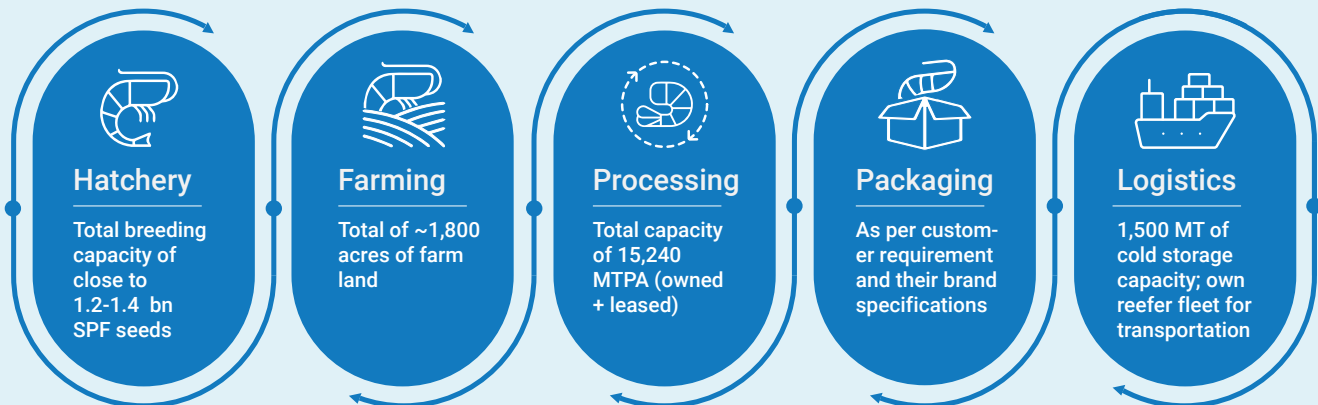 Hatchery
Total breeding
capacity of
close to
1.2-1.4 bn
SPF seeds
Farming
Total of ~1,800
acres of farm
land
Processing
Total capacity
of 15,240
MTPA (owned
+ leased)
Packaging
As per custom-
er requirement
and their brand
specifications
Logistics
1,500 MT of
cold storage
capacity; own
reefer fleet for
transportation